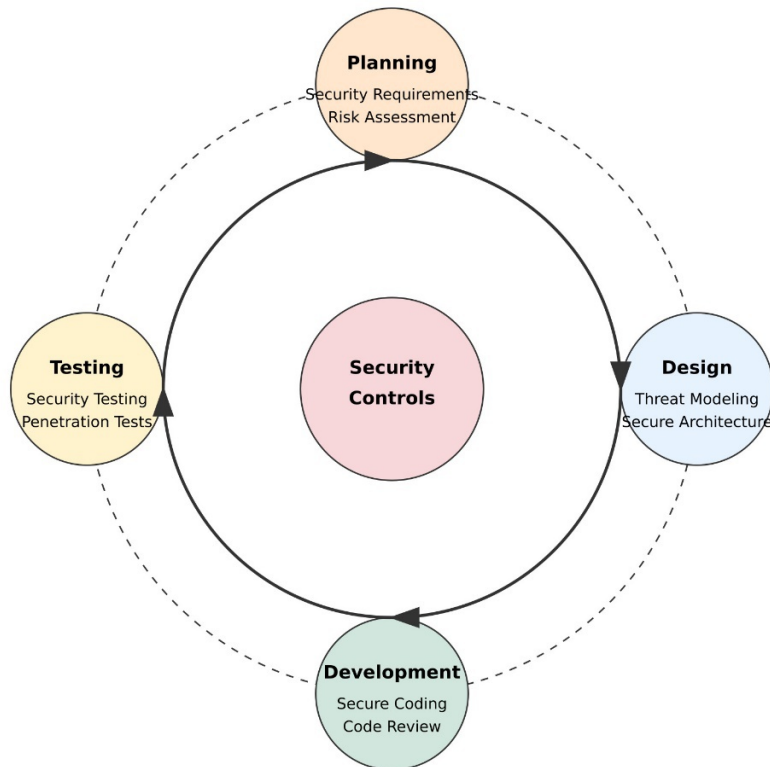 Planning
Security Requirements
Risk Assessment
Testing
Security Testing
Penetration Tests
Security
Controls
Design
Threat Modeling
Secure Architecture
Development
Secure Coding
Code Review